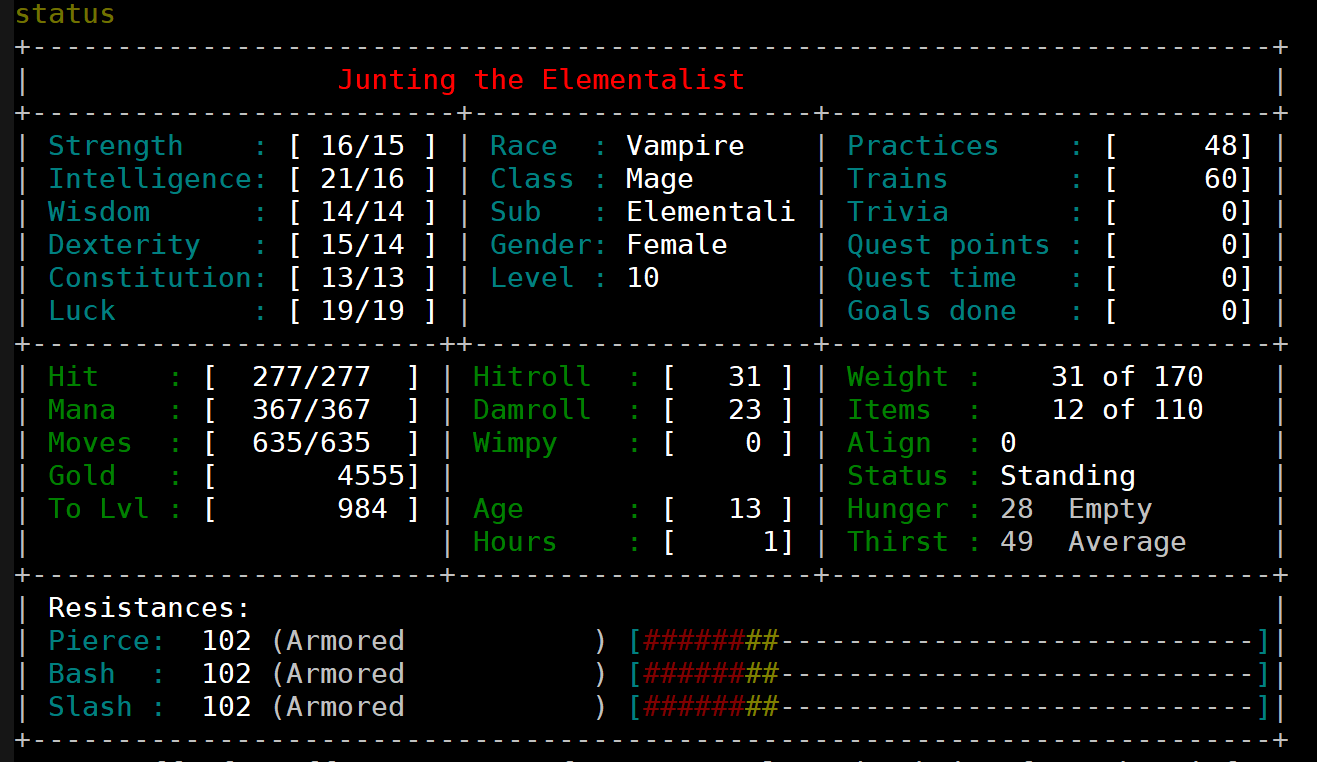 status
+--------------------------------------------------------------------------+
|                   Junting the Elementalist                               |
+-------------------------+--------------------+--------------------------+
| Strength    : [ 16/15 ] | Race  : Vampire    | Practices    : [     48] |
| Intelligence: [ 21/16 ] | Class : Mage       | Trains       : [     60] |
| Wisdom      : [ 14/14 ] | Sub   : Elementali | Trivia       : [      0] |
| Dexterity   : [ 15/14 ] | Gender: Female     | Quest points : [      0] |
| Constitution: [ 13/13 ] | Level : 10         | Quest time   : [      0] |
| Luck        : [ 19/19 ] |                    | Goals done   : [      0] |
+-------------------------++--------------------+--------------------------+
| Hit    : [  277/277  ] | Hitroll  : [   31 ] | Weight :    31 of 170    |
| Mana   : [  367/367  ] | Damroll  : [   23 ] | Items  :    12 of 110    |
| Moves  : [  635/635  ] | Wimpy    : [    0 ] | Align  : 0               |
| Gold   : [       4555] |                     | Status : Standing        |
| To Lvl : [       984 ] | Age      : [   13 ] | Hunger : 28  Empty       |
|                        | Hours    : [     1] | Thirst : 49  Average     |
+------------------------+---------------------+--------------------------+
| Resistances:                                                             |
| Pierce:  102 (Armored           ) [########----------------------------]|
| Bash  :  102 (Armored           ) [########----------------------------]|
| Slash :  102 (Armored           ) [########----------------------------]|
+--------------------------------------------------------------------------+